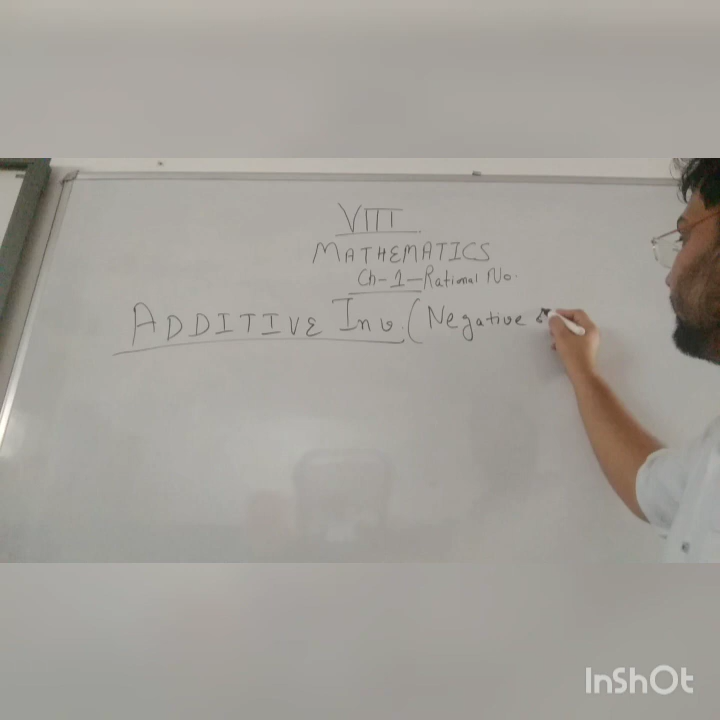 VIII
MATHEMATICS
Ch-1-Rational No.
ADDITIVE Inv. (Negative
InShOt